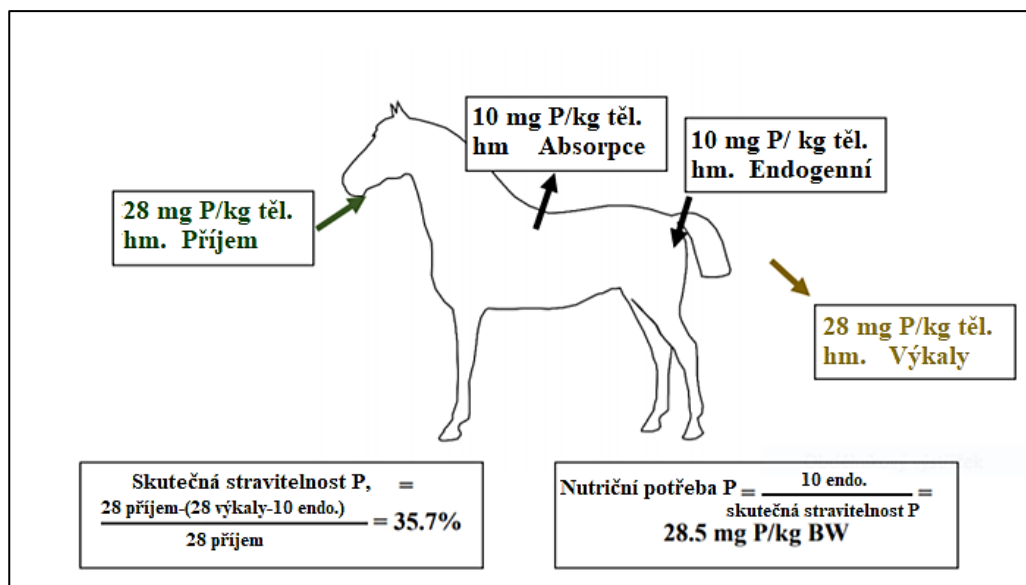 10 mg P/kg těl.
hm Absorpce
10 mg P/ kg těl.
hm. Endogenní
28 mg P/kg těl.
hm. Příjem
28 mg P/kg těl.
hm. Výkaly
Skutečná stravitelnost P, =
28 příjem-(28 výkaly-10 endo.)
= 35.7%
28 příjem
Nutriční potřeba P = 10 endo. =
skutečná stravitelnost P
28.5 mg P/kg BW